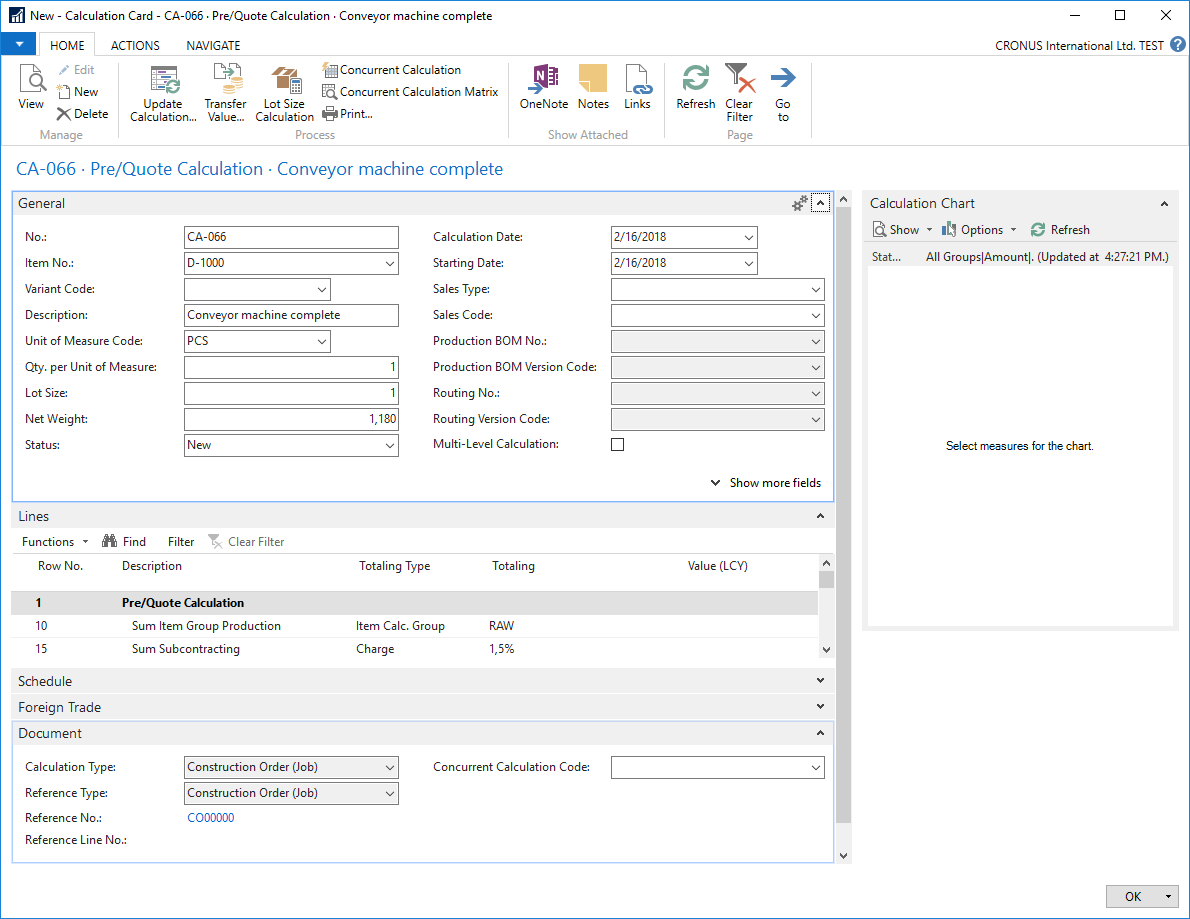 New - Calculation Card - CA-066 · Pre/Quote Calculation · Conveyor machine complete
HOME ACTIONS NAVIGATE CRONUS International Ltd. TEST ?
View
Edit
New
Delete
Manage
Update Calculation...
Transfer Value...
Lot Size Calculation
Concurrent Calculation
Concurrent Calculation Matrix
Print...
Process
OneNote
Notes
Links
Show Attached
Refresh
Clear Filter
Go to
Page
CA-066 · Pre/Quote Calculation · Conveyor machine complete
General
No.: CA-066
Item No.: D-1000
Variant Code:
Description: Conveyor machine complete
Unit of Measure Code: PCS
Qty. per Unit of Measure: 1
Lot Size: 1
Net Weight: 1,180
Status: New
Calculation Date: 2/16/2018
Starting Date: 2/16/2018
Sales Type:
Sales Code:
Production BOM No.:
Production BOM Version Code:
Routing No.:
Routing Version Code:
Multi-Level Calculation:
Show more fields
Lines
Functions Find Filter Clear Filter
Row No. Description Totaling Type Totaling Value (LCY)
1 Pre/Quote Calculation
10 Sum Item Group Production Item Calc. Group RAW
15 Sum Subcontracting Charge 1,5%
Schedule
Foreign Trade
Document
Calculation Type: Construction Order (Job)
Reference Type: Construction Order (Job)
Reference No.: CO00000
Reference Line No.:
Concurrent Calculation Code:
Calculation Chart
Show Options Refresh
Stat... All Groups|Amount|. (Updated at 4:27:21 PM.)
Select measures for the chart.
OK